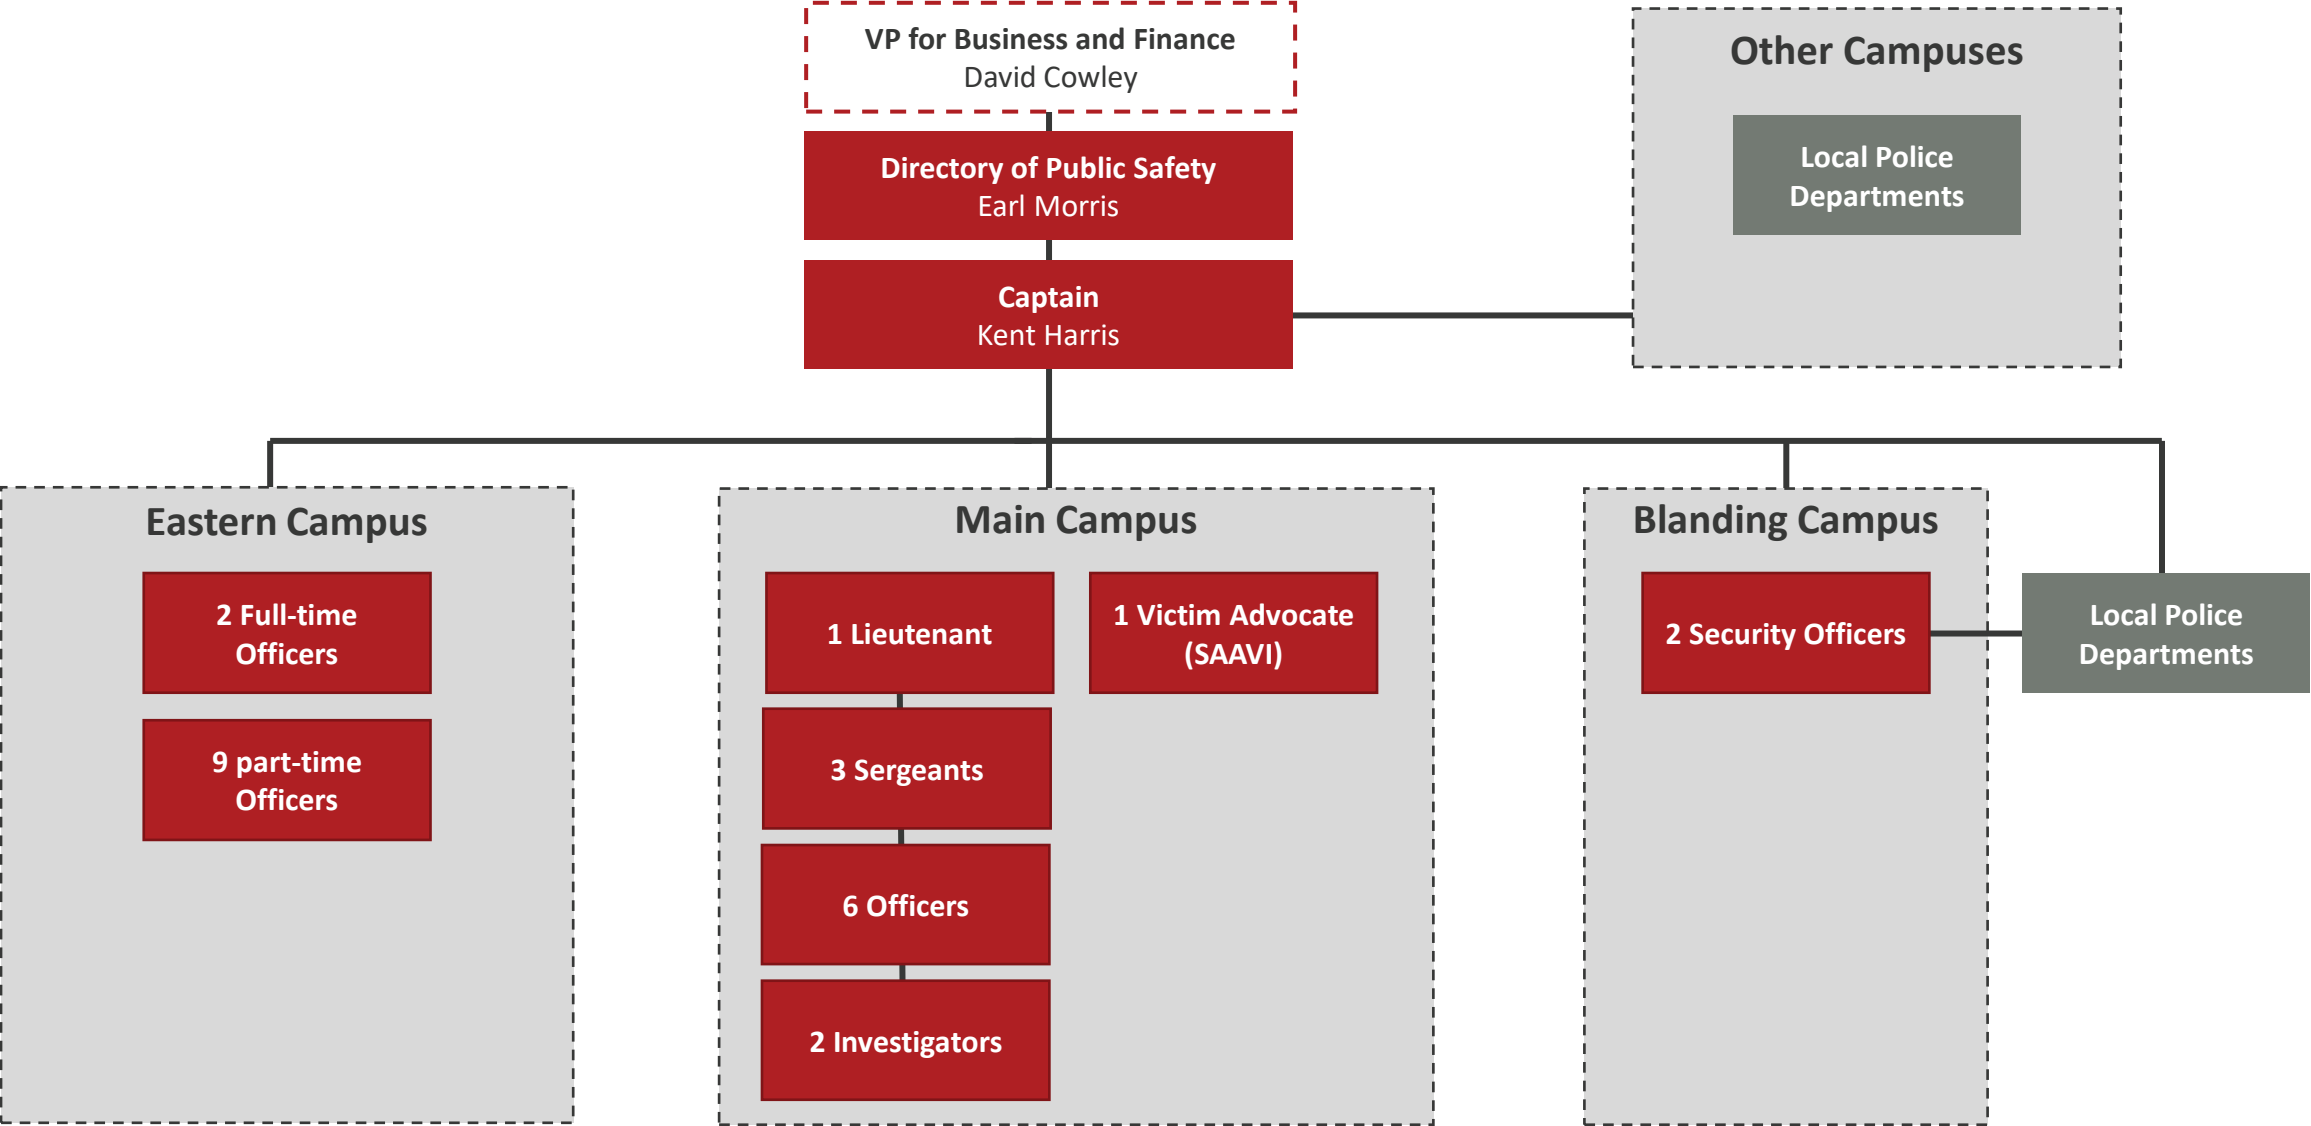 VP for Business and Finance
David Cowley
Directory of Public Safety
Earl Morris
Captain
Kent Harris
Other Campuses
Local Police
Departments
Eastern Campus
2 Full-time
Officers
9 part-time
Officers
Main Campus
1 Lieutenant
1 Victim Advocate
(SAAVI)
3 Sergeants
6 Officers
2 Investigators
Blanding Campus
2 Security Officers
Local Police
Departments